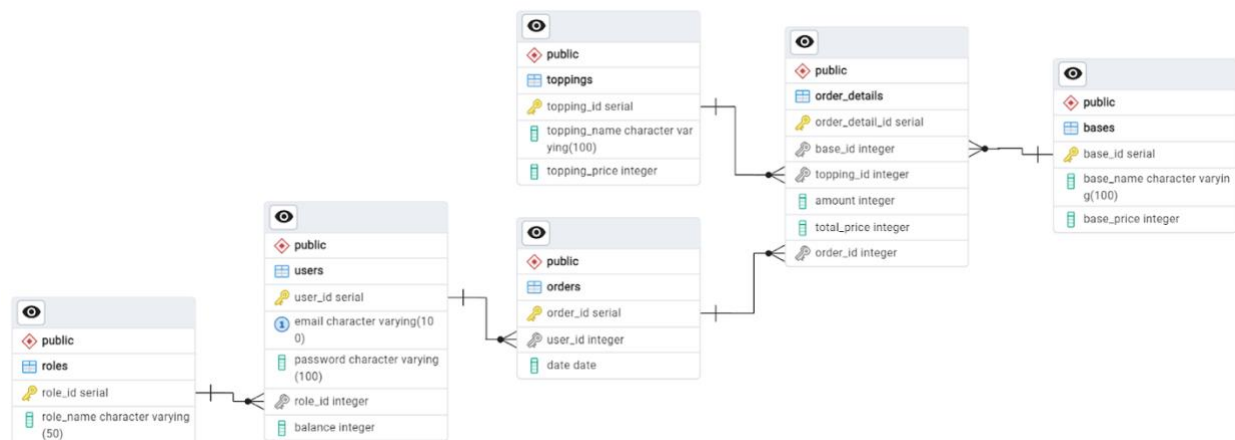 public
toppings
topping_id serial
topping_name character var
ying(100)
topping_price integer
public
order_details
order_detail_id serial
base_id integer
topping_id integer
amount integer
total_price integer
order_id integer
public
bases
base_id serial
base_name character varyin
g(100)
base_price integer
public
users
user_id serial
1
email character varying(10
0)
password character varying
(100)
role_id integer
balance integer
public
orders
order_id serial
user_id integer
date date
public
roles
role_id serial
role_name character varying
(50)